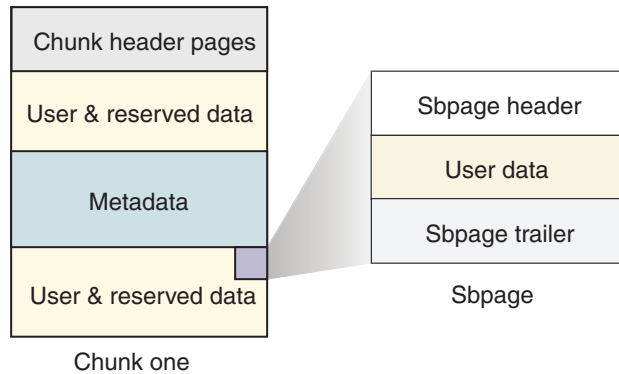 Chunk header pages
User & reserved data
Metadata
User & reserved data
Chunk one
Sbpage header
User data
Sbpage trailer
Sbpage